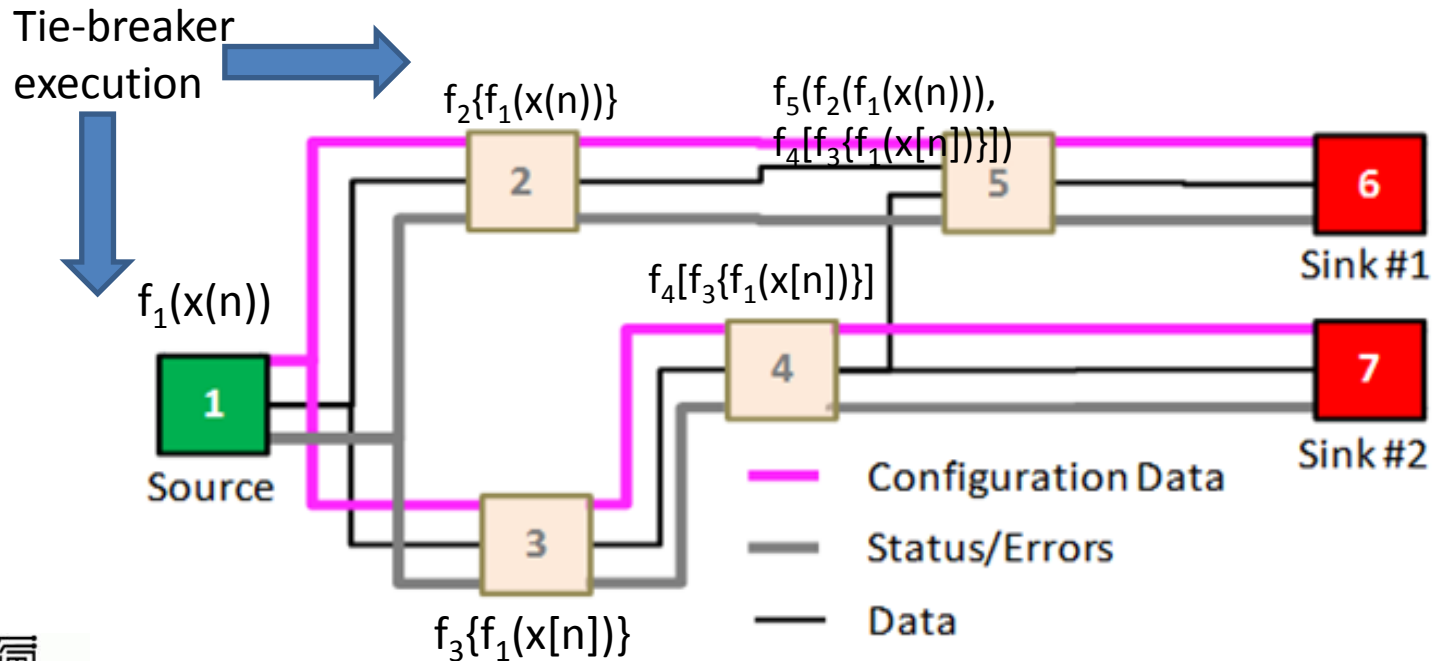 Tie-breaker
execution
f₂{f₁(x(n))}
f₅(f₂(f₁(x(n))),
f₄[f₃{f₁(x[n])}])
2
5
6
Sink #1
f₁(x(n))
f₄[f₃{f₁(x[n])}]
1
4
7
Source
Sink #2
3
Configuration Data
Status/Errors
Data
f₃{f₁(x[n])}